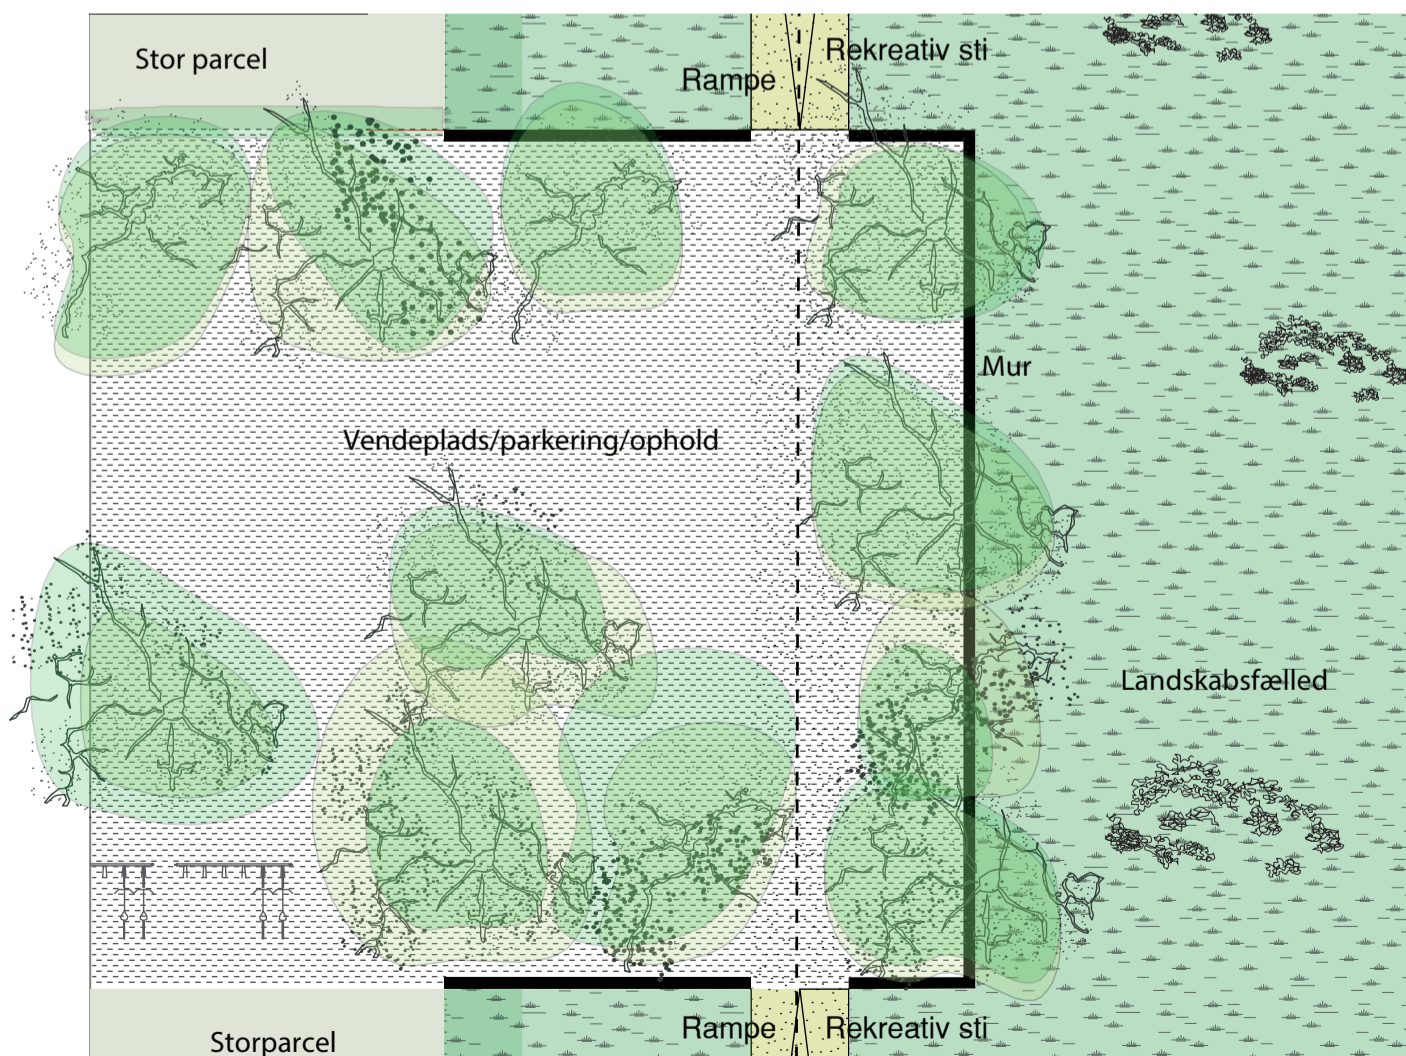 Stor parcel
Rampe
Rekreativ sti
Mur
Vendeplads/parkering/ophold
Landskabsfælled
Rampe
Rekreativ sti
Storparcel